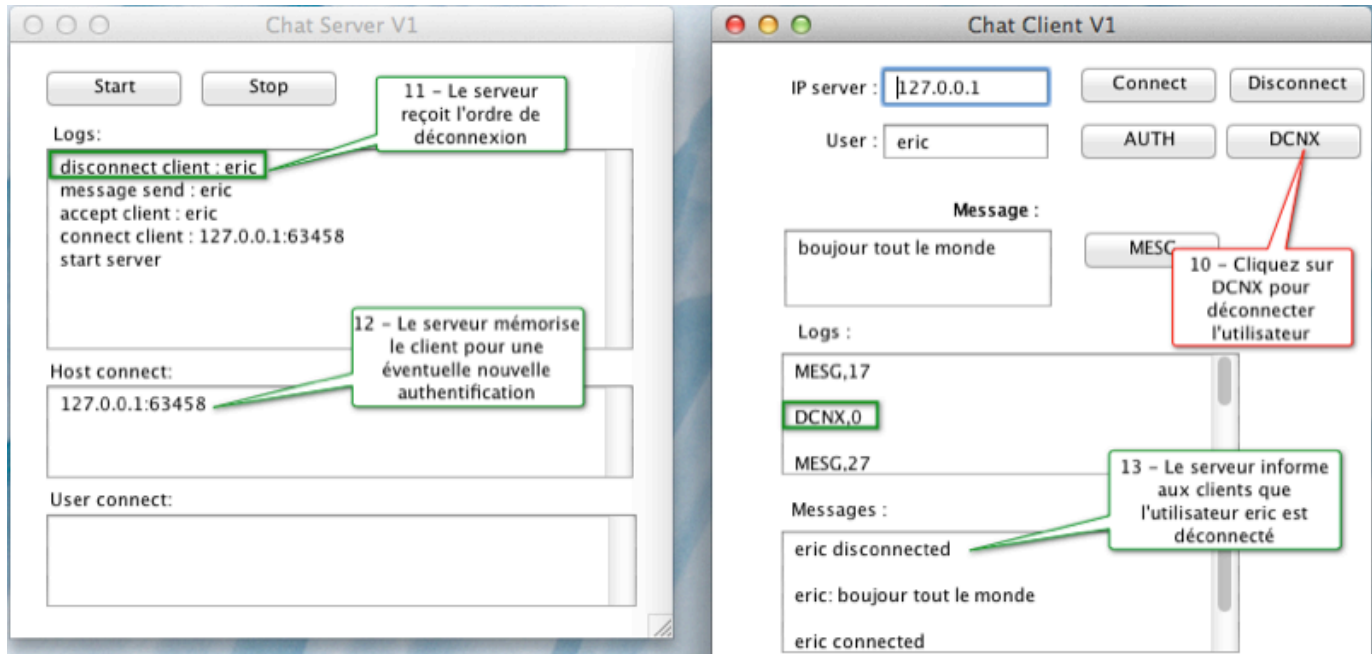 Chat Server V1
Start
Stop
11 – Le serveur
reçoit l'ordre de
déconnexion
Logs:
disconnect client : eric
message send : eric
accept client : eric
connect client : 127.0.0.1:63458
start server
12 – Le serveur mémorise
le client pour une
éventuelle nouvelle
authentification
Host connect:
127.0.0.1:63458
User connect:
Chat Client V1
IP server :
127.0.0.1
Connect
Disconnect
User :
eric
AUTH
DCNX
Message :
boujour tout le monde
MESG
10 – Cliquez sur
DCNX pour
déconnecter
l'utilisateur
Logs :
MESG,17
DCNX,0
MESG,27
13 – Le serveur informe
aux clients que
l'utilisateur eric est
déconnecté
Messages :
eric disconnected
eric: boujour tout le monde
eric connected